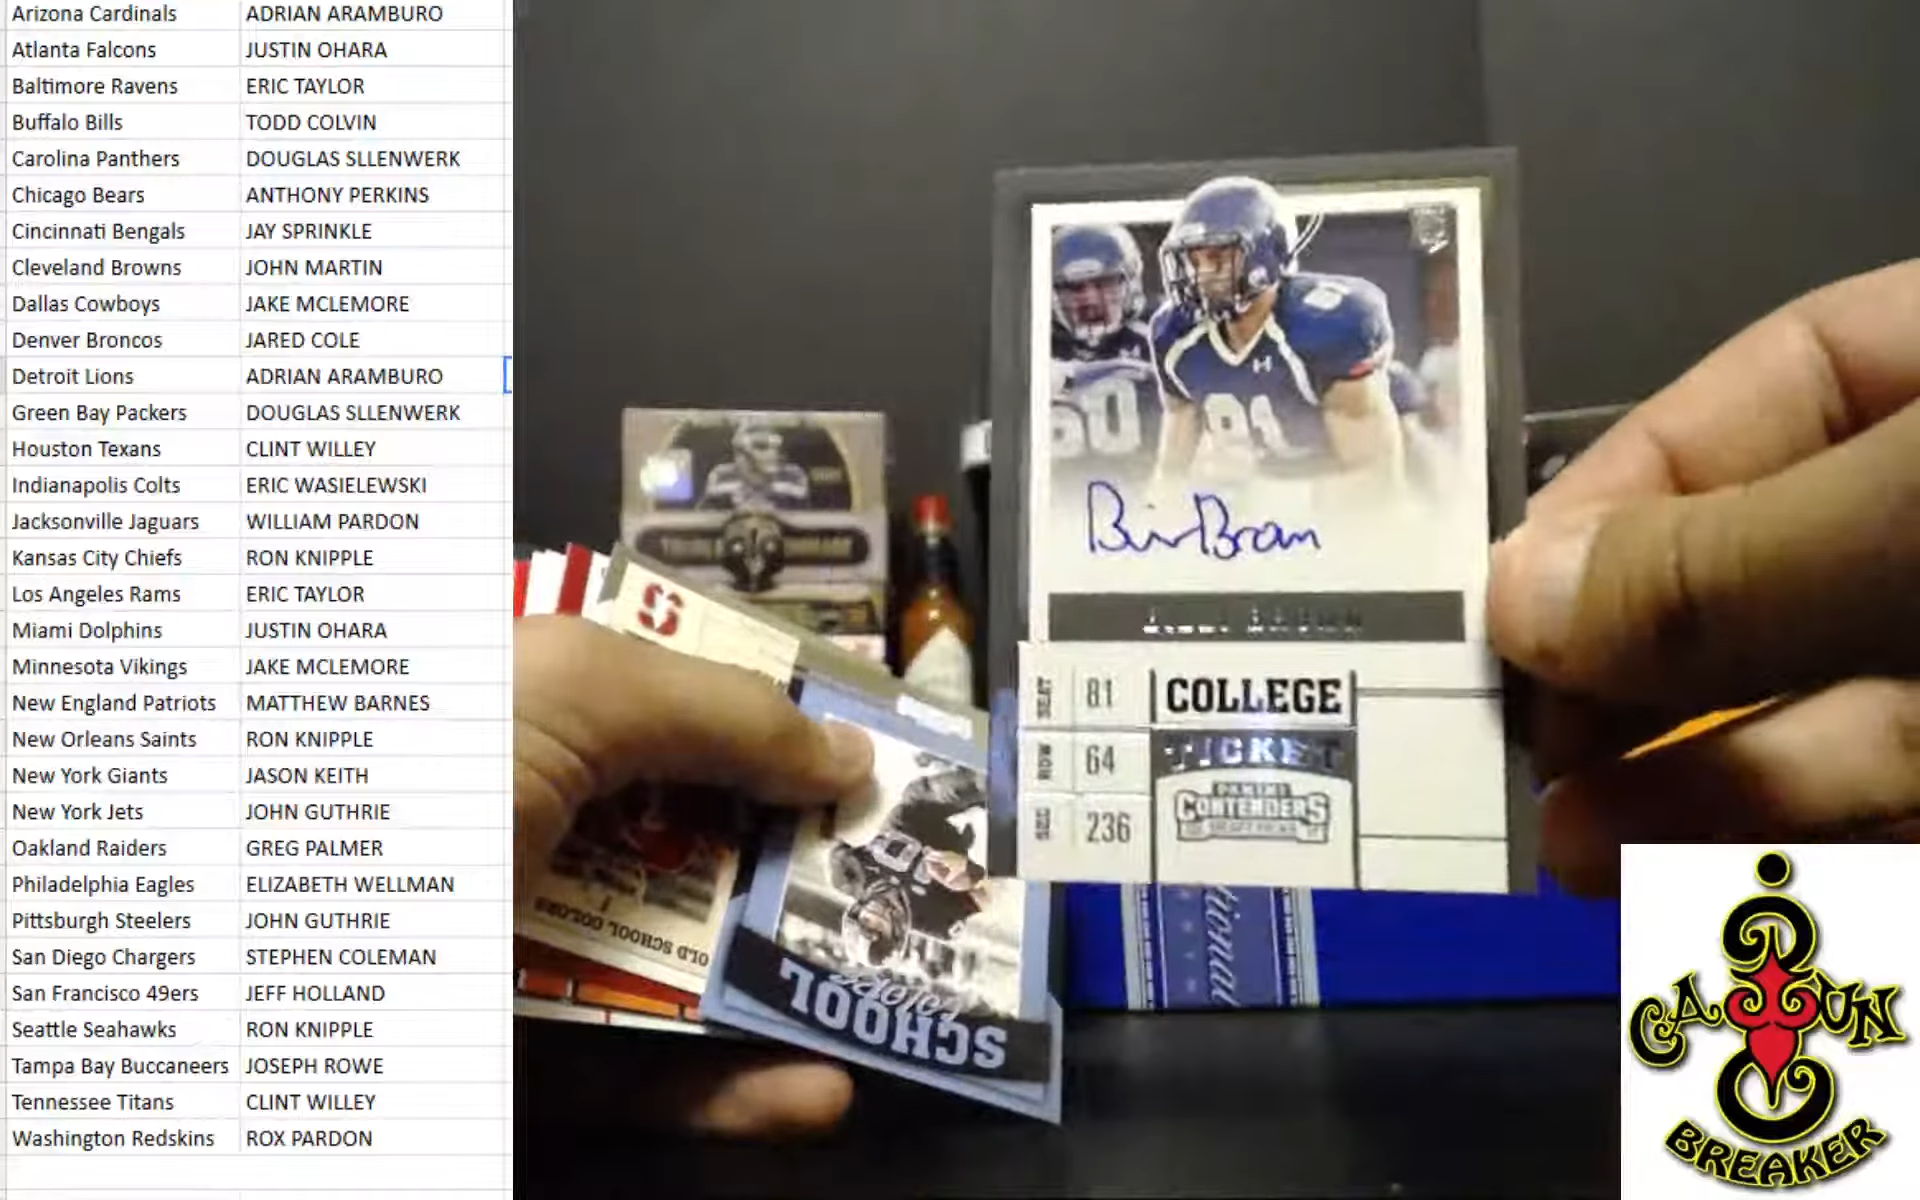 Arizona Cardinals ADRIAN ARAMBURO
Atlanta Falcons JUSTIN OHARA
Baltimore Ravens ERIC TAYLOR
Buffalo Bills TODD COLVIN
Carolina Panthers DOUGLAS SLLENWERK
Chicago Bears ANTHONY PERKINS
Cincinnati Bengals JAY SPRINKLE
Cleveland Browns JOHN MARTIN
Dallas Cowboys JAKE MCLEMORE
Denver Broncos JARED COLE
Detroit Lions ADRIAN ARAMBURO
Green Bay Packers DOUGLAS SLLENWERK
Houston Texans CLINT WILLEY
Indianapolis Colts ERIC WASIELEWSKI
Jacksonville Jaguars WILLIAM PARDON
Kansas City Chiefs RON KNIPPLE
Los Angeles Rams ERIC TAYLOR
Miami Dolphins JUSTIN OHARA
Minnesota Vikings JAKE MCLEMORE
New England Patriots MATTHEW BARNES
New Orleans Saints RON KNIPPLE
New York Giants JASON KEITH
New York Jets JOHN GUTHRIE
Oakland Raiders GREG PALMER
Philadelphia Eagles ELIZABETH WELLMAN
Pittsburgh Steelers JOHN GUTHRIE
San Diego Chargers STEPHEN COLEMAN
San Francisco 49ers JEFF HOLLAND
Seattle Seahawks RON KNIPPLE
Tampa Bay Buccaneers JOSEPH ROWE
Tennessee Titans CLINT WILLEY
Washington Redskins ROX PARDON
60
81
SEAT 81
ROW 64
SEC 236
COLLEGE
TICKET
PANINI
CONTENDERS
DRAFT PICKS
OLD SCHOOL COLORS
SCHOOL
colors
S
CAJUN
BREAKER